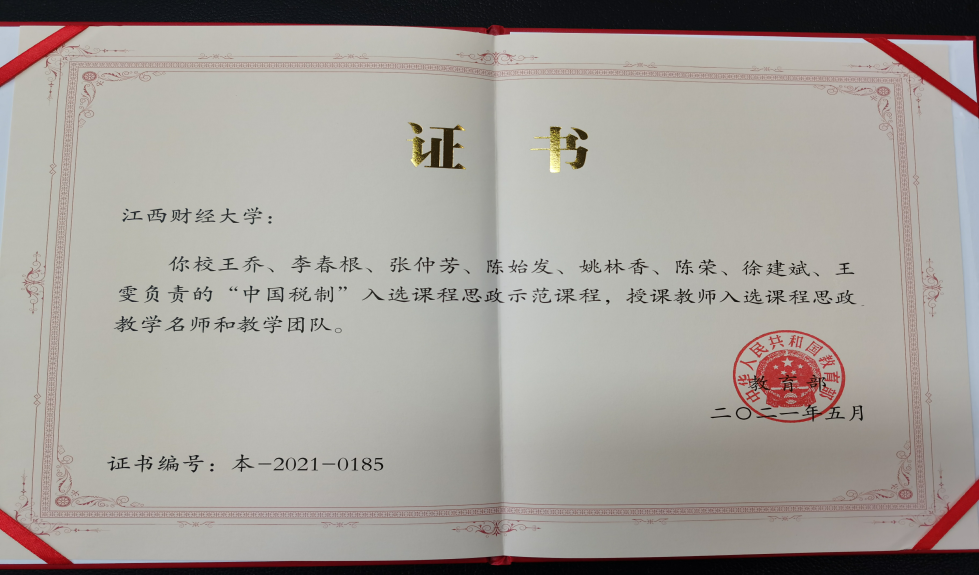 证书
江西财经大学：
你校王乔、李春根、张仲芳、陈始发、姚林香、陈荣、徐建斌、王
雯负责的“中国税制”入选课程思政示范课程，授课教师入选课程思政
教学名师和教学团队。
中华人民共和国教育部
教育部
二〇二一年五月
证书编号：本-2021-0185